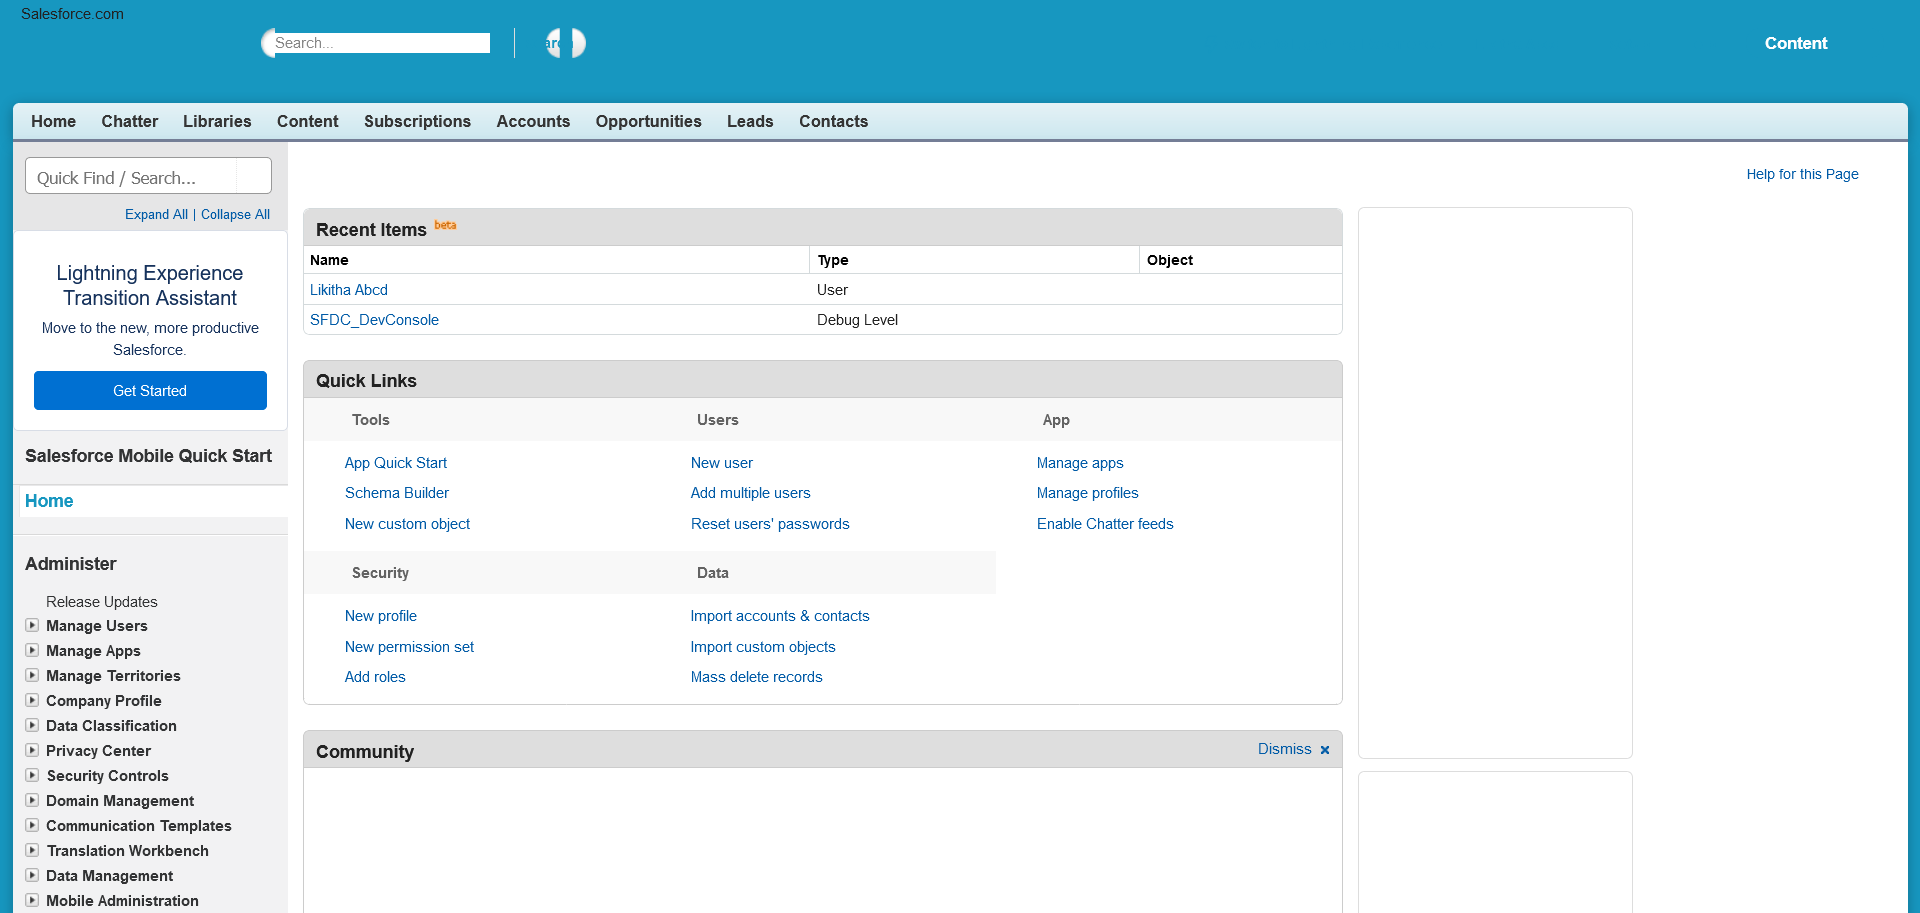 Salesforce.com
Search...
Content
Home Chatter Libraries Content Subscriptions Accounts Opportunities Leads Contacts
Quick Find / Search...
Expand All | Collapse All
Help for this Page
Lightning Experience
Transition Assistant
Move to the new, more productive
Salesforce.
Get Started
Salesforce Mobile Quick Start
Home
Administer
Release Updates
Manage Users
Manage Apps
Manage Territories
Company Profile
Data Classification
Privacy Center
Security Controls
Domain Management
Communication Templates
Translation Workbench
Data Management
Mobile Administration
Recent Items beta
Name Type Object
Likitha Abcd User
SFDC_DevConsole Debug Level
Quick Links
Tools Users App
App Quick Start New user Manage apps
Schema Builder Add multiple users Manage profiles
New custom object Reset users' passwords Enable Chatter feeds
Security Data
New profile Import accounts & contacts
New permission set Import custom objects
Add roles Mass delete records
Community Dismiss